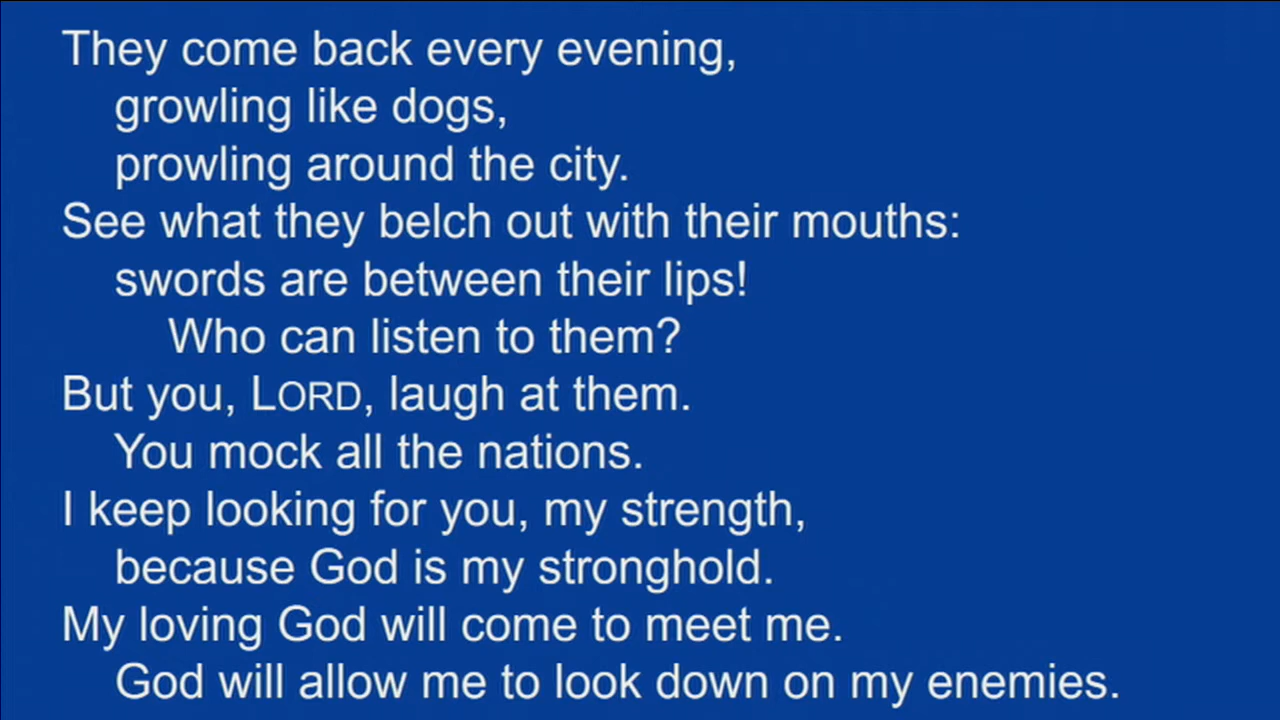 They come back every evening,
growling like dogs,
prowling around the city.
See what they belch out with their mouths:
swords are between their lips!
Who can listen to them?
But you, LORD, laugh at them.
You mock all the nations.
I keep looking for you, my strength,
because God is my stronghold.
My loving God will come to meet me.
God will allow me to look down on my enemies.